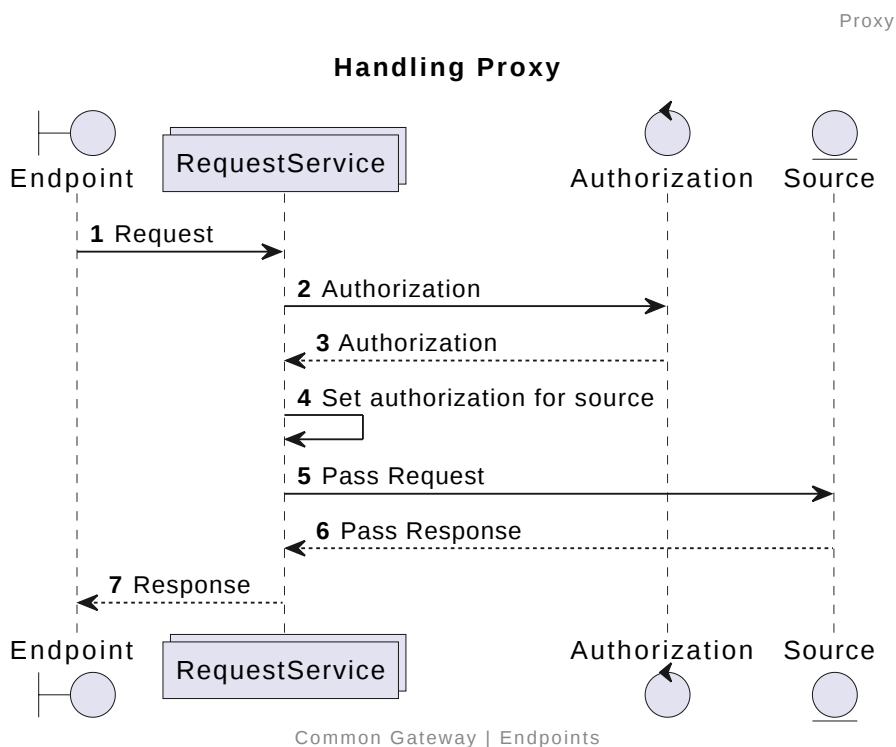 Proxy
Handling Proxy
Endpoint
RequestService
Authorization
Source
1 Request
2 Authorization
3 Authorization
4 Set authorization for source
5 Pass Request
6 Pass Response
7 Response
Endpoint
RequestService
Authorization
Source
Common Gateway | Endpoints